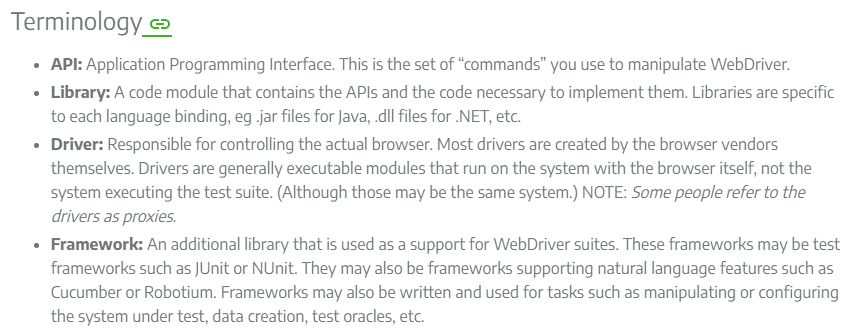 Terminology
API: Application Programming Interface. This is the set of “commands” you use to manipulate WebDriver.
Library: A code module that contains the APIs and the code necessary to implement them. Libraries are specific
to each language binding, eg .jar files for Java, .dll files for .NET, etc.
Driver: Responsible for controlling the actual browser. Most drivers are created by the browser vendors
themselves. Drivers are generally executable modules that run on the system with the browser itself, not the
system executing the test suite. (Although those may be the same system.) NOTE: Some people refer to the
drivers as proxies.
Framework: An additional library that is used as a support for WebDriver suites. These frameworks may be test
frameworks such as JUnit or NUnit. They may also be frameworks supporting natural language features such as
Cucumber or Robotium. Frameworks may also be written and used for tasks such as manipulating or configuring
the system under test, data creation, test oracles, etc.